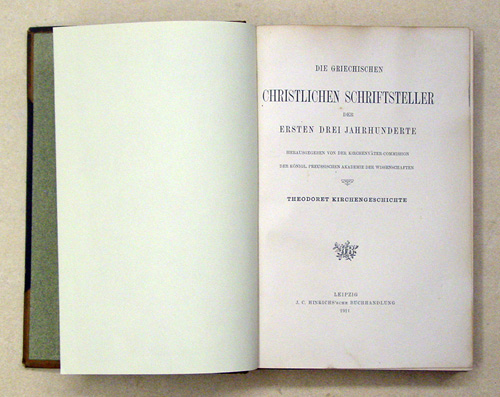 DIE GRIECHISCHEN
CHRISTLICHEN SCHRIFTSTELLER
DER
ERSTEN DREI JAHRHUNDERTE
HERAUSGEGEBEN VON DER KIRCHENVÄTER-COMMISSION
DER KÖNIGL. PREUSSISCHEN AKADEMIE DER WISSENSCHAFTEN
THEODORET KIRCHENGESCHICHTE
LEIPZIG
J. C. HINRICHS'SCHE BUCHHANDLUNG
1911